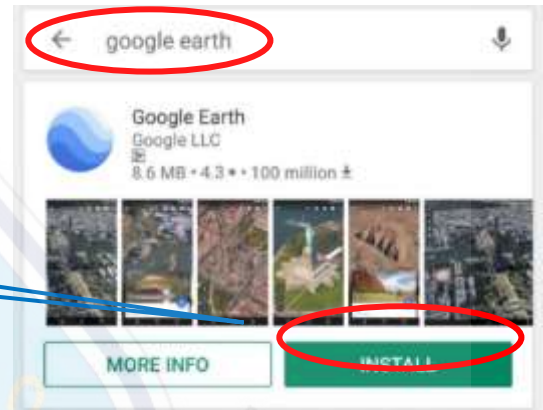 google earth
Google Earth
Google LLC
8.6 MB • 4.3 ★ • 100 million
MORE INFO
INSTALL